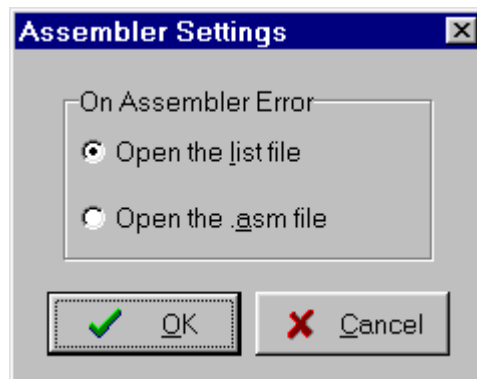 Assembler Settings
On Assembler Error
Open the list file
Open the .asm file
OK
Cancel